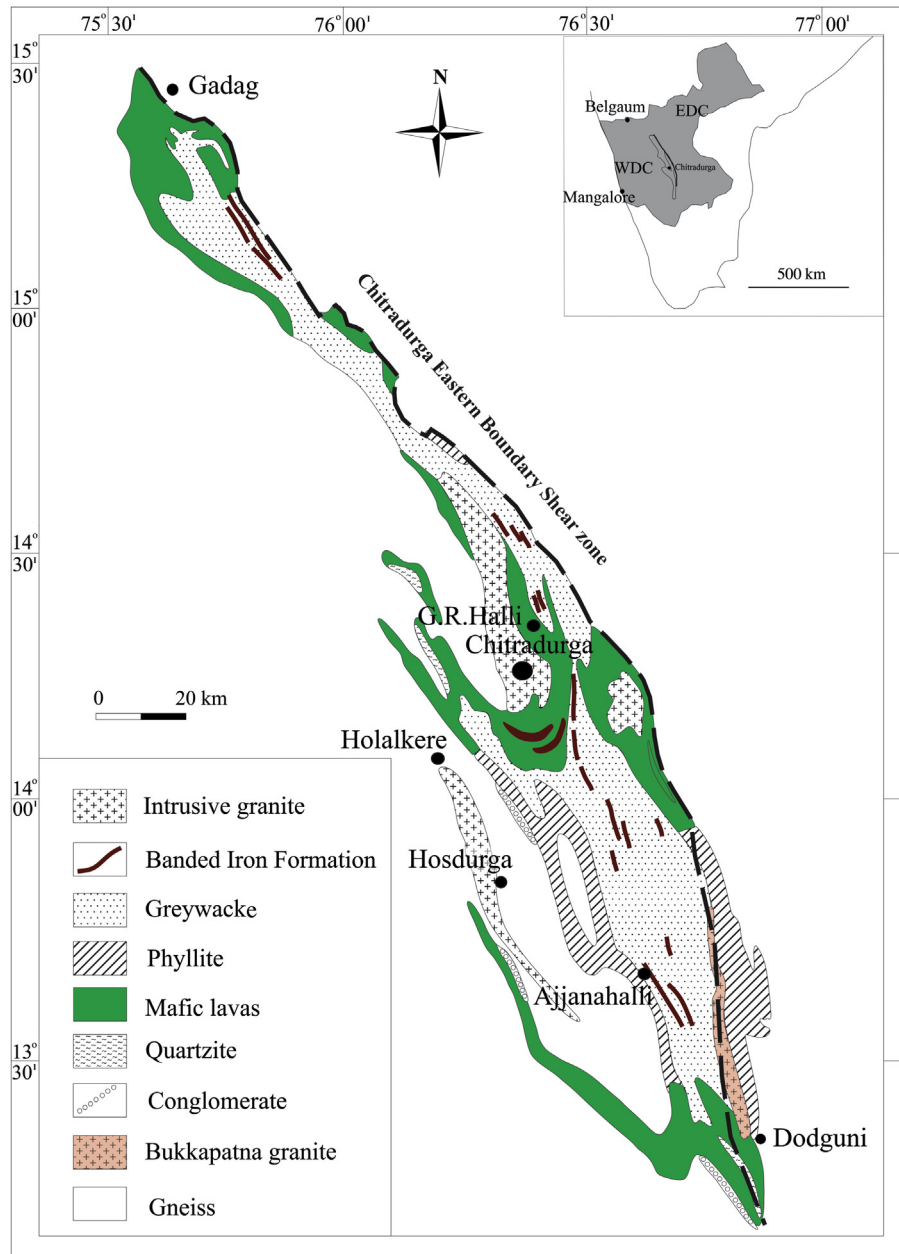 75°30' 76°00' 76°30' 77°00'
15°
30'
15°
00'
14°
30'
14°
00'
13°
30'
N
Gadag
Belgaum
EDC
WDC
Chitradurga
Mangalore
500 km
Chitradurga Eastern Boundary Shear zone
G.R.Halli
Chitradurga
0 20 km
Holalkere
Hosdurga
Ajjanahalli
Dodguni
Intrusive granite
Banded Iron Formation
Greywacke
Phyllite
Mafic lavas
Quartzite
Conglomerate
Bukkapatna granite
Gneiss